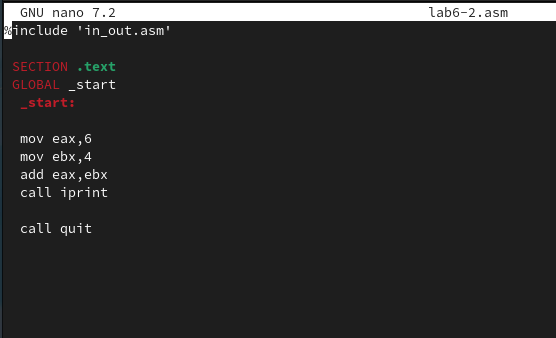 GNU nano 7.2 lab6-2.asm
%include 'in_out.asm'
SECTION .text
GLOBAL _start
_start:
mov eax,6
mov ebx,4
add eax,ebx
call iprint
call quit